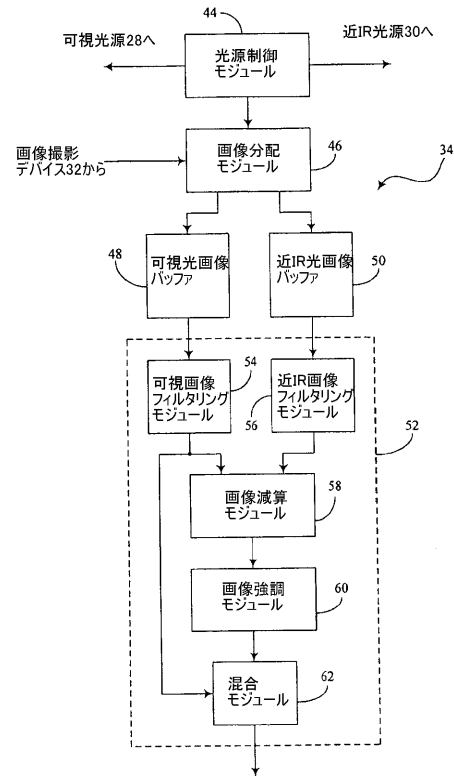 44
可視光源28へ
近IR光源30へ
光源制御
モジュール
画像撮影
デバイス32から
画像分配
モジュール
46
34
48
可視光画像
バッファ
近IR光画像
バッファ
50
可視画像
フィルタリング
モジュール
54
近IR画像
フィルタリング
モジュール
56
52
画像減算
モジュール
58
画像強調
モジュール
60
混合
モジュール
62